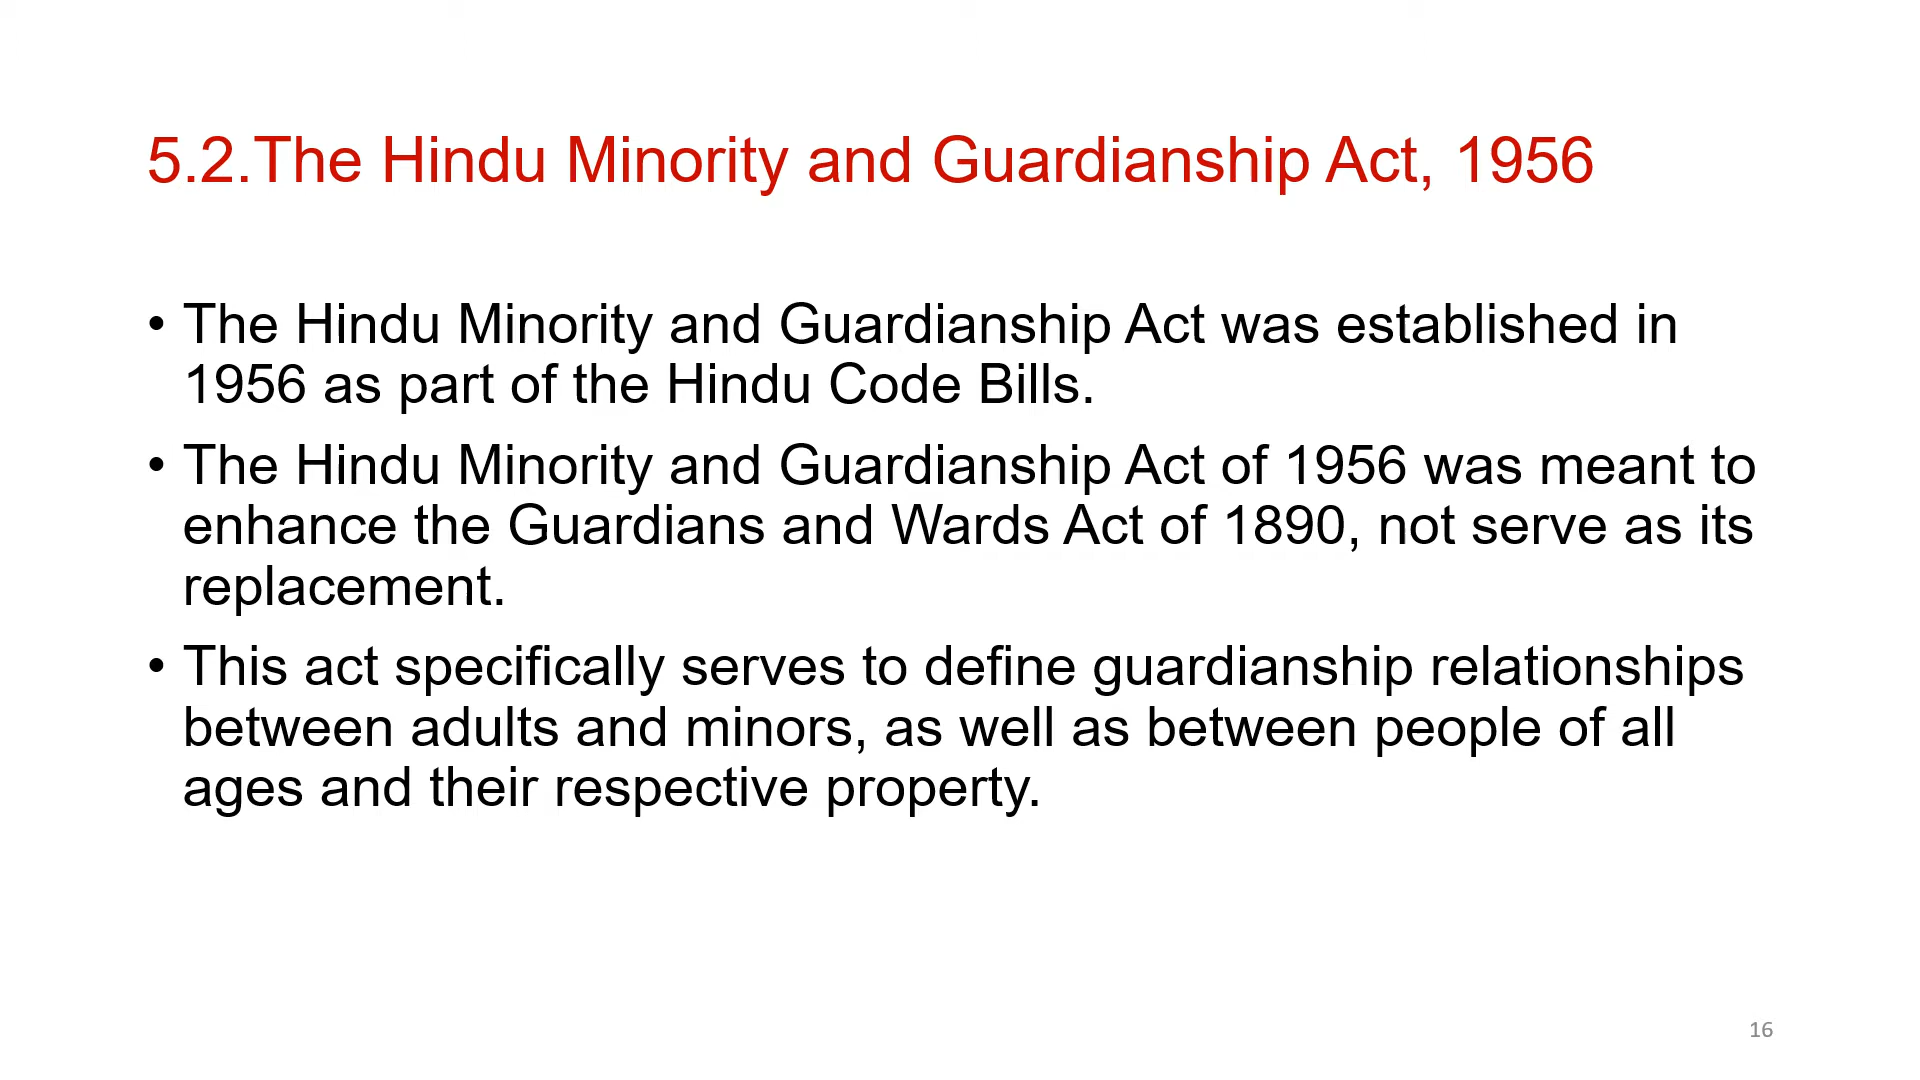 5.2.The Hindu Minority and Guardianship Act, 1956
• The Hindu Minority and Guardianship Act was established in
1956 as part of the Hindu Code Bills.
• The Hindu Minority and Guardianship Act of 1956 was meant to
enhance the Guardians and Wards Act of 1890, not serve as its
replacement.
• This act specifically serves to define guardianship relationships
between adults and minors, as well as between people of all
ages and their respective property.
16